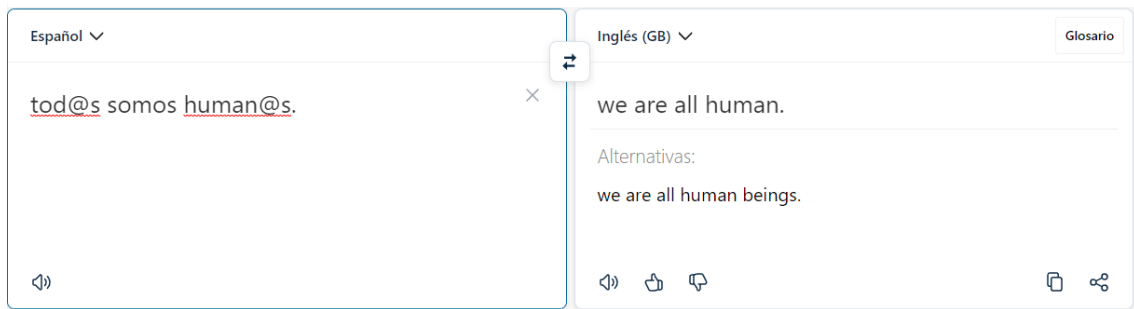 Español
tod@s somos human@s.
Inglés (GB)
Glosario
we are all human.
Alternativas:
we are all human beings.